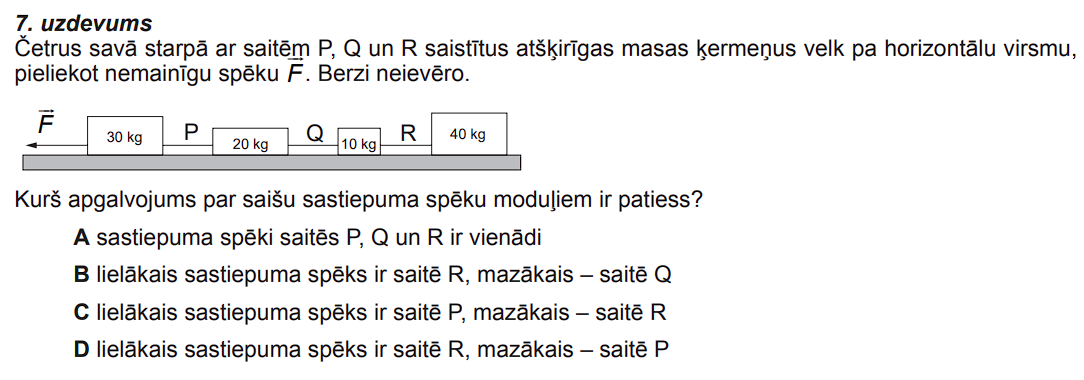 7. uzdevums
Četrus savā starpā ar saitēm P, Q un R saistītus atšķirīgas masas ķermeņus velk pa horizontālu virsmu,
pieliekot nemainīgu spēku F⃗. Berzi neievēro.
F⃗ 30 kg P 20 kg Q 10 kg R 40 kg
Kurš apgalvojums par saišu sastiepuma spēku moduļiem ir patiess?
A sastiepuma spēki saitēs P, Q un R ir vienādi
B lielākais sastiepuma spēks ir saitē R, mazākais – saitē Q
C lielākais sastiepuma spēks ir saitē P, mazākais – saitē R
D lielākais sastiepuma spēks ir saitē R, mazākais – saitē P